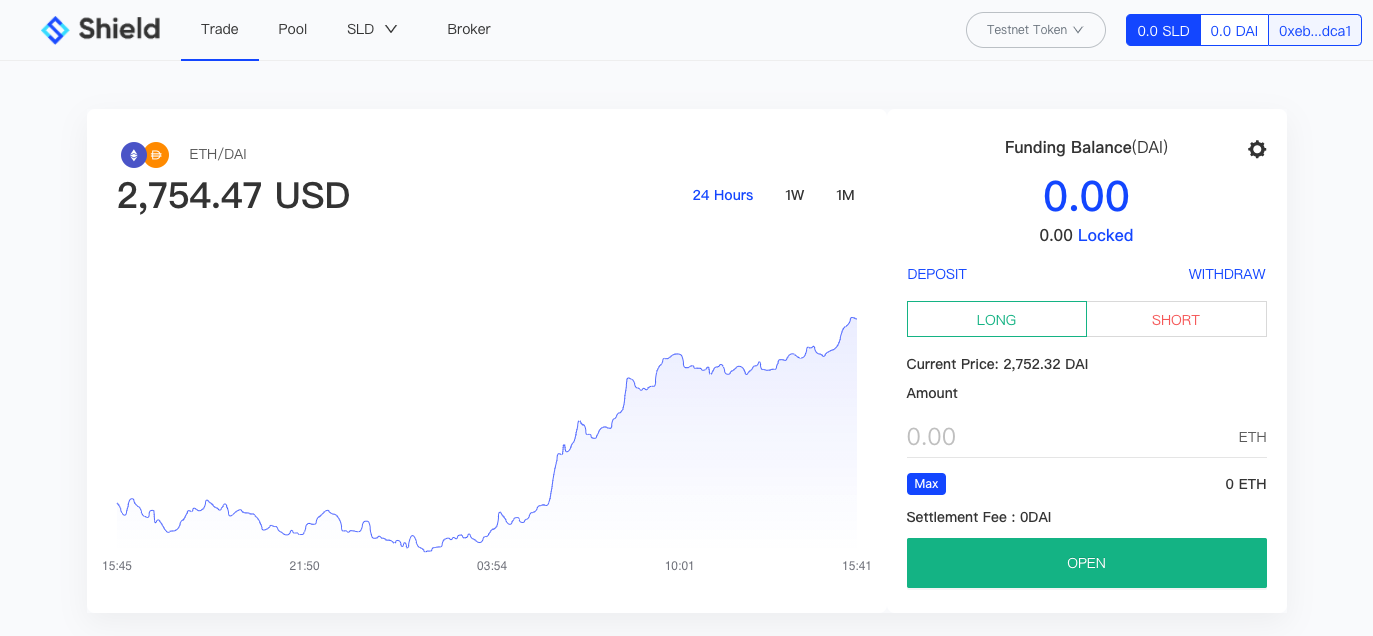 Shield Trade Pool SLD Broker Testnet Token 0.0 SLD 0.0 DAI 0xeb...dca1
ETH/DAI
2,754.47 USD
24 Hours 1W 1M
15:45 21:50 03:54 10:01 15:41
Funding Balance(DAI)
0.00
0.00 Locked
DEPOSIT WITHDRAW
LONG SHORT
Current Price: 2,752.32 DAI
Amount
0.00 ETH
Max 0 ETH
Settlement Fee : 0DAI
OPEN